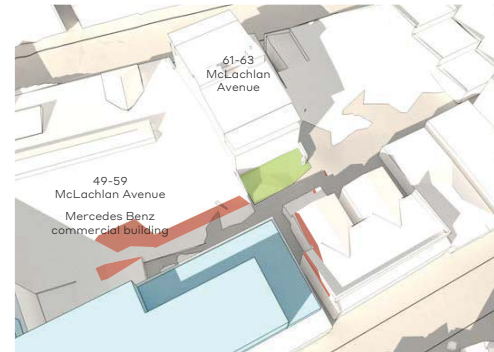 61-63
McLachlan
Avenue
49-59
McLachlan Avenue
Mercedes Benz
commercial building